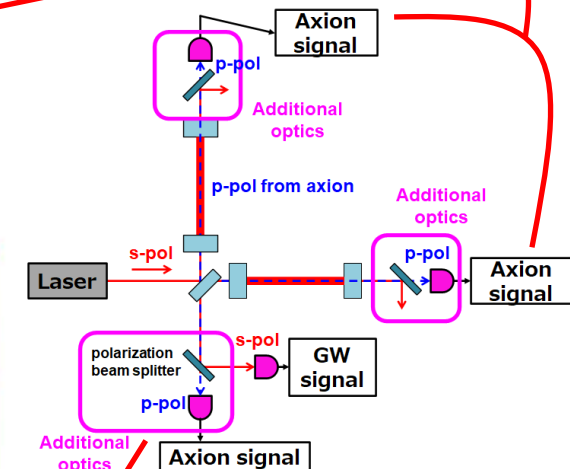 Axion
signal
p-pol
Additional
optics
p-pol from axion
Additional
optics
s-pol
p-pol
Laser
Axion
signal
s-pol
polarization
beam splitter
GW
signal
p-pol
Additional
optics
Axion signal